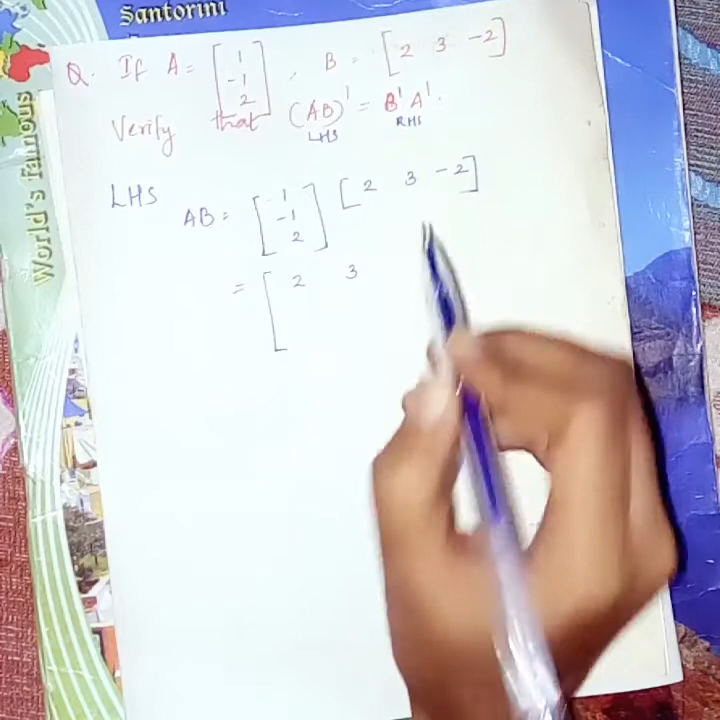 Santorini
World's famous
Q. If A = [1 -1 2], B = [2 3 -2]
Verify that (AB)' = B' A'.
LHS RHS
LHS
AB = [1 -1 2] [2 3 -2]
= [2 3